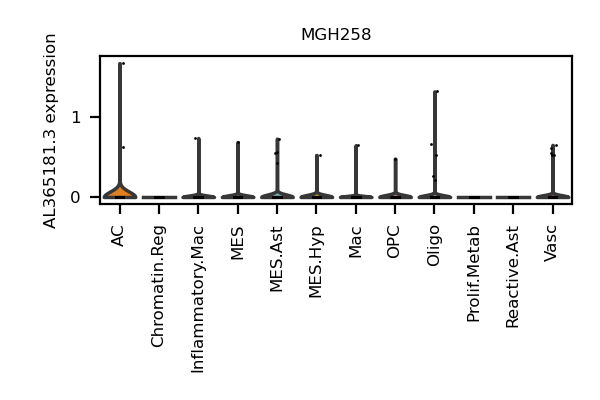 MGH258
AL365181.3 expression
1
0
AC
Chromatin.Reg
Inflammatory.Mac
MES
MES.Ast
MES.Hyp
Mac
OPC
Oligo
Prolif.Metab
Reactive.Ast
Vasc